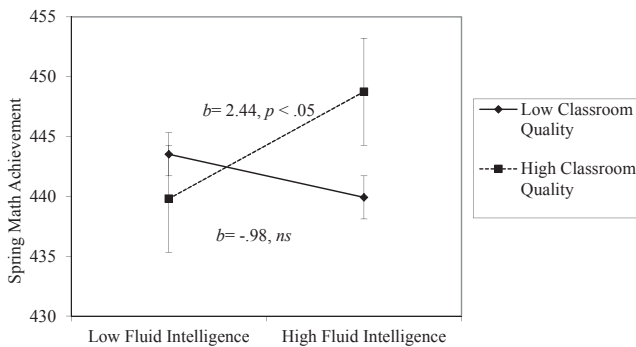 455
450
445
440
435
430
Spring Math Achievement
b= 2.44, p < .05
b= -.98, ns
Low Fluid Intelligence
High Fluid Intelligence
Low Classroom
Quality
High Classroom
Quality